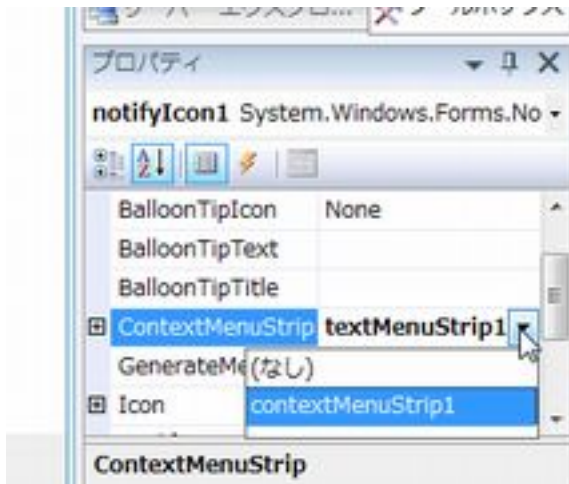 プロパティ
notifyIcon1 System.Windows.Forms.No
BalloonTipIcon None
BalloonTipText
BalloonTipTitle
ContextMenuStrip textMenuStrip1
GenerateMe (なし)
Icon contextMenuStrip1
ContextMenuStrip